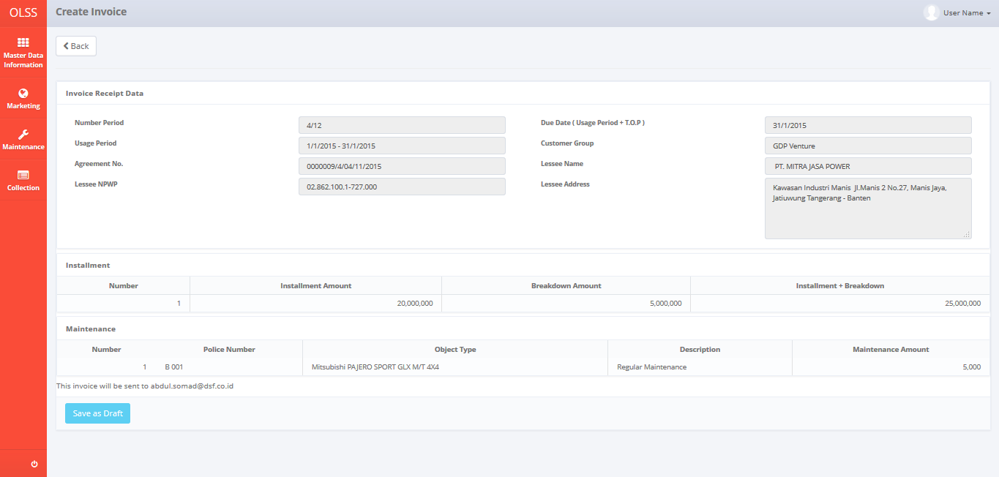 OLSS
Create Invoice
User Name
Master Data
Information
Marketing
Maintenance
Collection
Back
Invoice Receipt Data
Number Period
4/12
Due Date ( Usage Period + T.O.P )
31/1/2015
Usage Period
1/1/2015 - 31/1/2015
Customer Group
GDP Venture
Agreement No.
0000009/4/04/11/2015
Lessee Name
PT. MITRA JASA POWER
Lessee NPWP
02.862.100.1-727.000
Lessee Address
Kawasan Industri Manis Jl.Manis 2 No.27, Manis Jaya,
Jatiuwung Tangerang - Banten
Installment
Number Installment Amount Breakdown Amount Installment + Breakdown
1 20,000,000 5,000,000 25,000,000
Maintenance
Number Police Number Object Type Description Maintenance Amount
1 B 001 Mitsubishi PAJERO SPORT GLX M/T 4X4 Regular Maintenance 5,000
This invoice will be sent to abdul.somad@dsf.co.id
Save as Draft